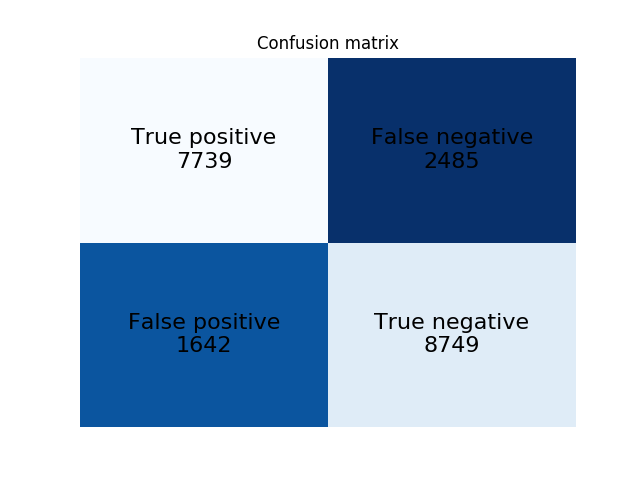 Confusion matrix
True positive
7739
False negative
2485
False positive
1642
True negative
8749